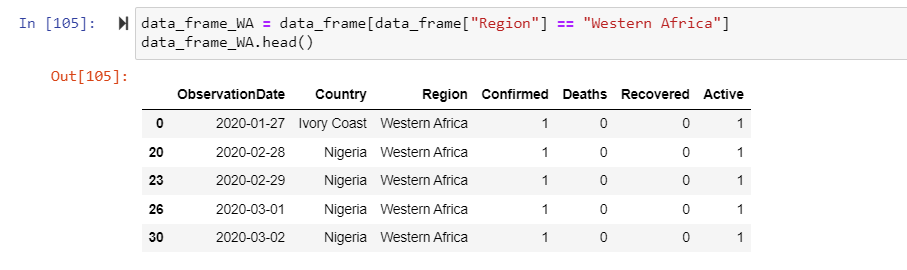 In [105]: data_frame_WA = data_frame[data_frame["Region"] == "Western Africa"]
data_frame_WA.head()
Out[105]:
ObservationDate Country Region Confirmed Deaths Recovered Active
0 2020-01-27 Ivory Coast Western Africa 1 0 0 1
20 2020-02-28 Nigeria Western Africa 1 0 0 1
23 2020-02-29 Nigeria Western Africa 1 0 0 1
26 2020-03-01 Nigeria Western Africa 1 0 0 1
30 2020-03-02 Nigeria Western Africa 1 0 0 1